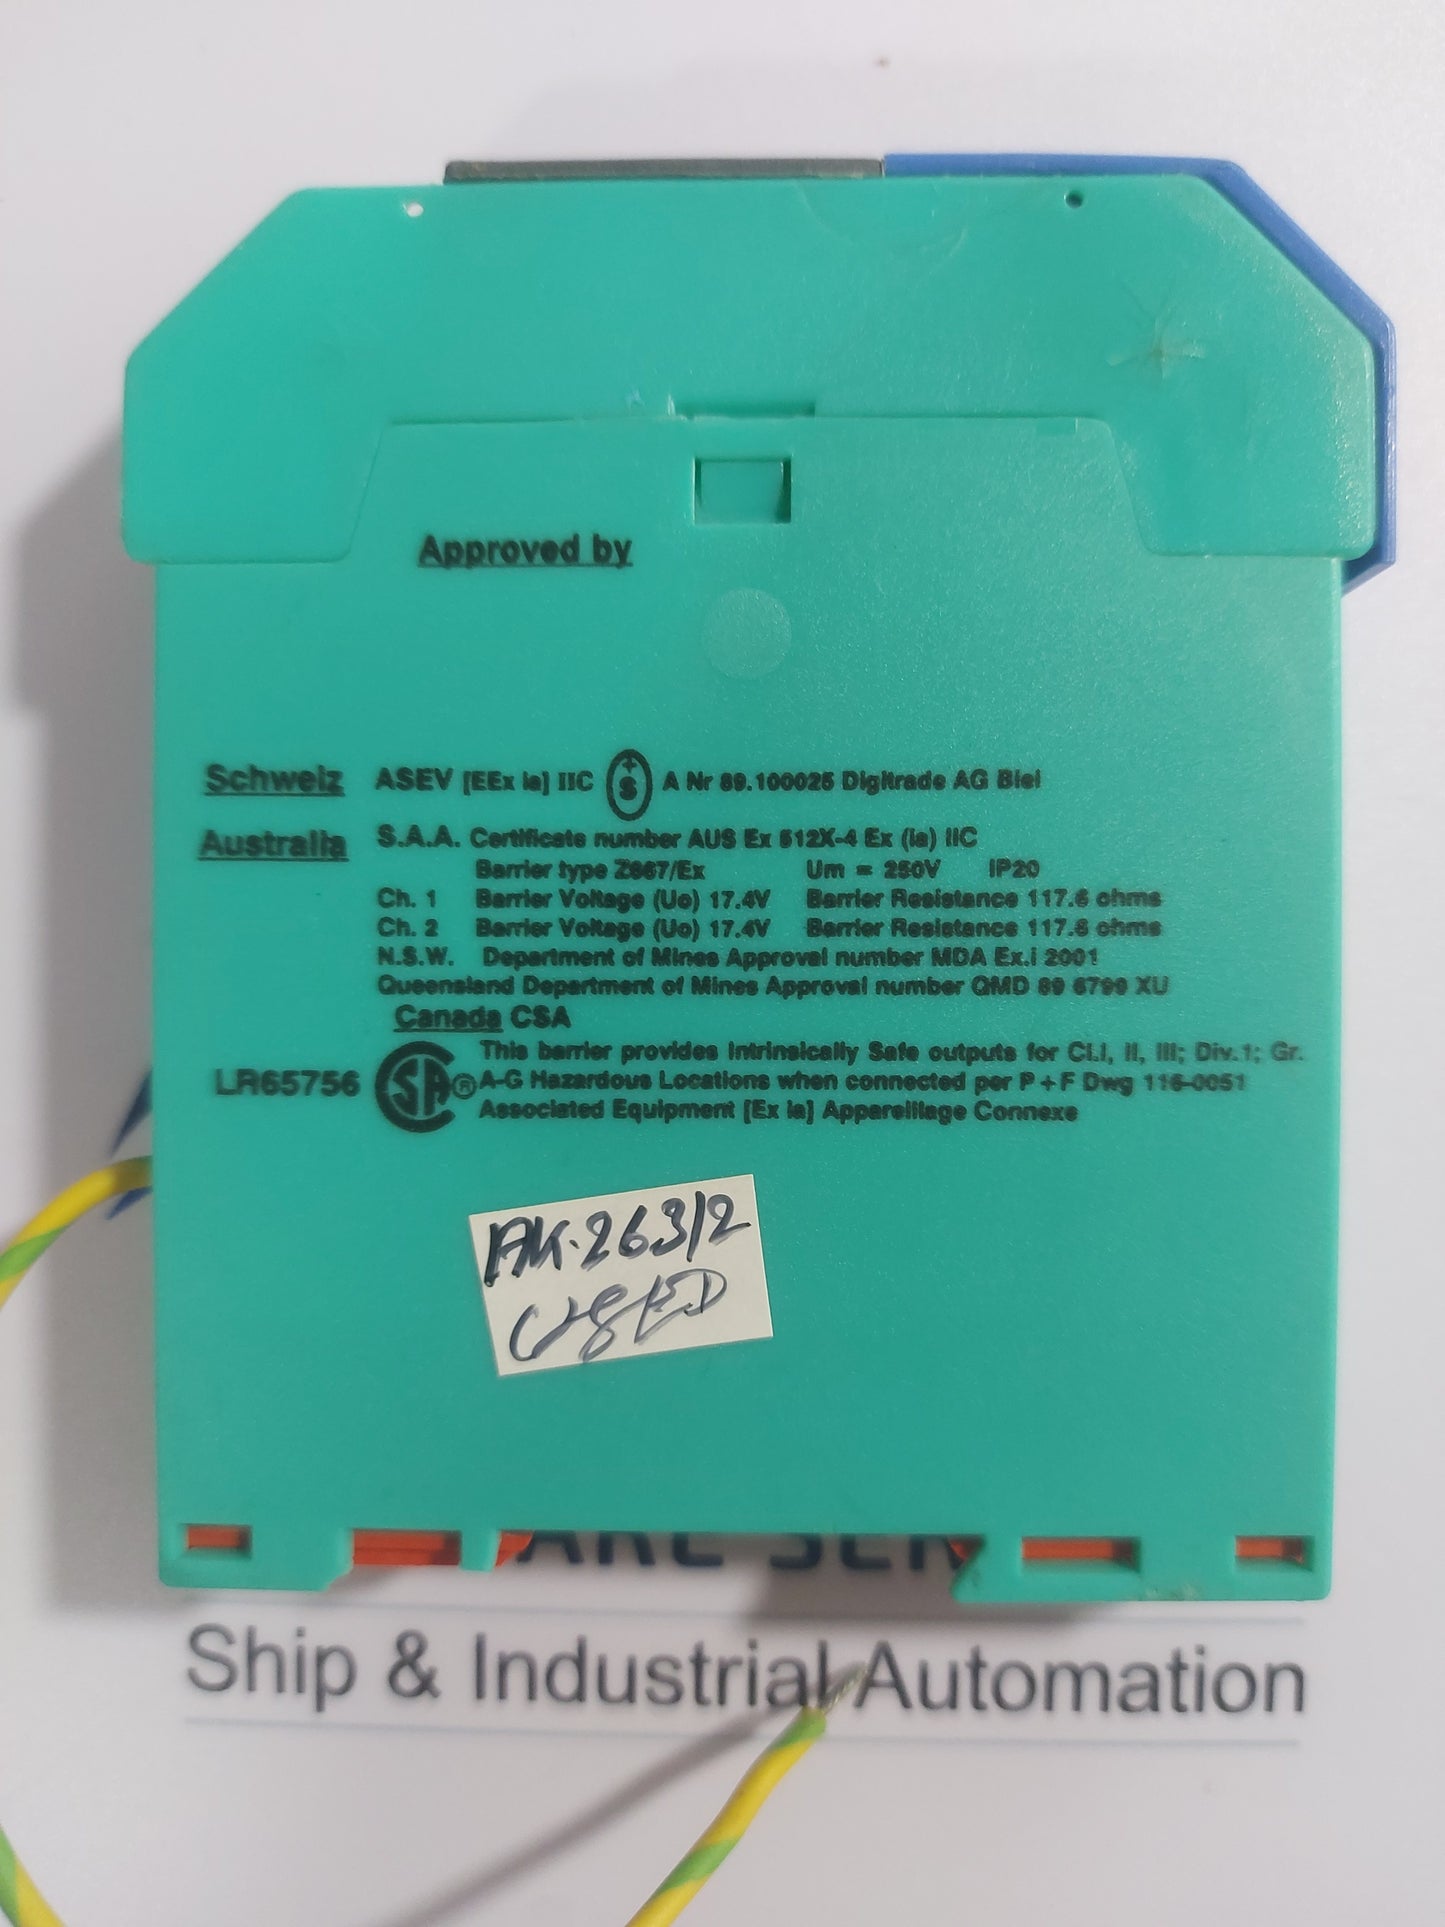 Approved by
Schweiz ASEV [EEx ia] IIC + S A Nr 89.100025 Digitrade AG Biel
Australia S.A.A. Certificate number AUS Ex 512X-4 Ex (ia) IIC
Barrier type Z867/Ex Um = 250V IP20
Ch. 1 Barrier Voltage (Uo) 17.4V Barrier Resistance 117.6 ohms
Ch. 2 Barrier Voltage (Uo) 17.4V Barrier Resistance 117.6 ohms
N.S.W. Department of Mines Approval number MDA Ex.i 2001
Queensland Department of Mines Approval number QMD 89 6799 XU
Canada CSA
This barrier provides Intrinsically Safe outputs for Cl.I, II, III; Div.1; Gr.
LR65756 CSA ® A-G Hazardous Locations when connected per P+F Dwg 116-0051
Associated Equipment [Ex ia] Appareillage Connexe
AK.263/2
USED
Ship & Industrial Automation